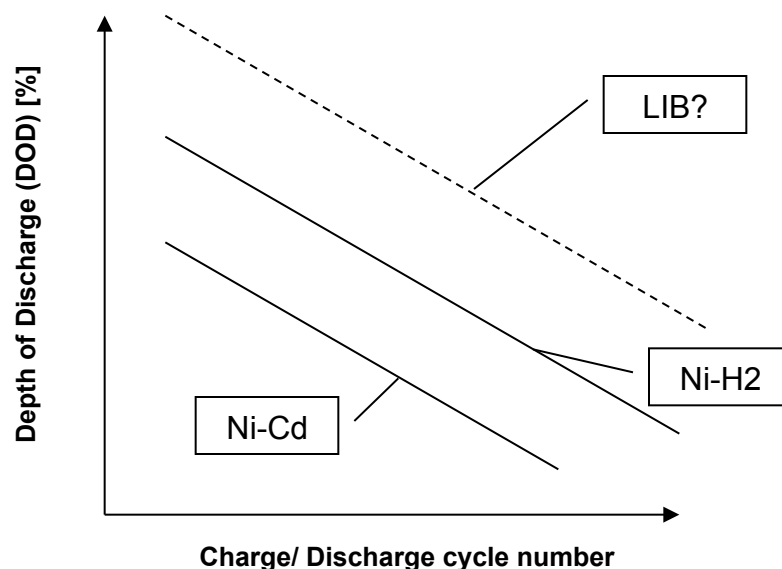 Depth of Discharge (DOD) [%]
LIB?
Ni-H2
Ni-Cd
Charge/ Discharge cycle number